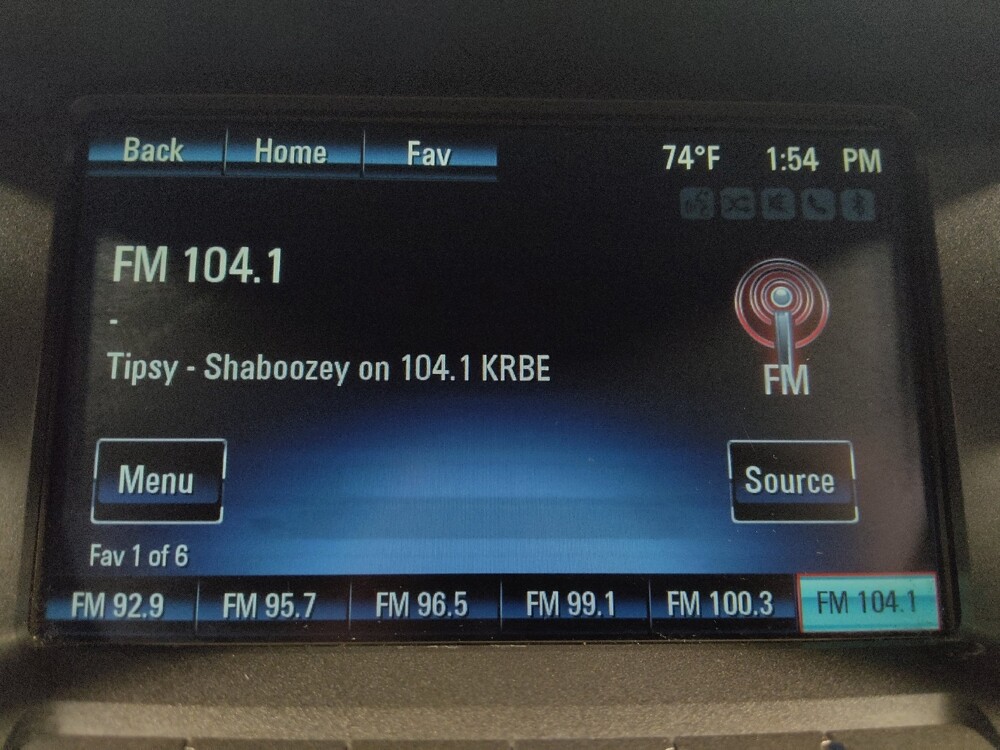 Back Home Fav 74°F 1:54 PM
FM 104.1
-
Tipsy - Shaboozey on 104.1 KRBE
FM
Menu Source
Fav 1 of 6
FM 92.9 FM 95.7 FM 96.5 FM 99.1 FM 100.3 FM 104.1